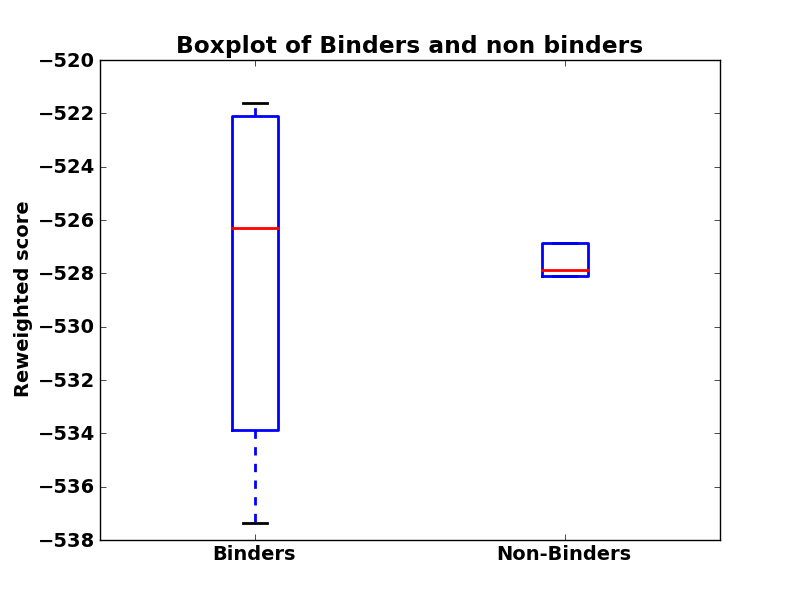 Boxplot of Binders and non binders
−520
−522
−524
−526
−528
−530
−532
−534
−536
−538
Reweighted score
Binders
Non-Binders